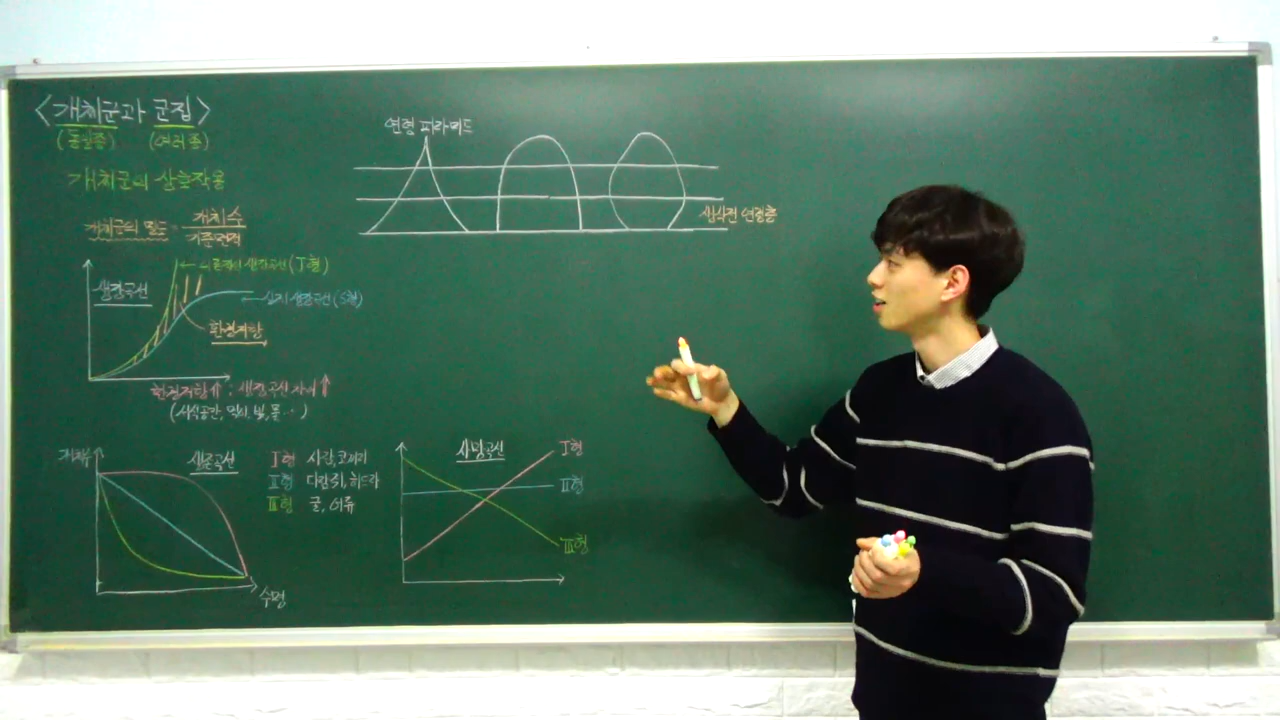 <개체군과 군집>
(동일종) (여러종)
개체군의 상호작용
개체군의 밀도 = 개체수
기준면적
생장곡선
이론적인 생장곡선 (J형)
실제 생장곡선 (S형)
환경저항
환경저항⇑ : 생장곡선 차이↑
(서식공간, 먹이, 빛, 물…)
개체수
생존곡선
수명
Ⅰ형 사람, 코끼리
Ⅱ형 다람쥐, 히드라
Ⅲ형 굴, 어류
사망곡선
Ⅰ형
Ⅱ형
Ⅲ형
연령 피라미드
생식전 연령층